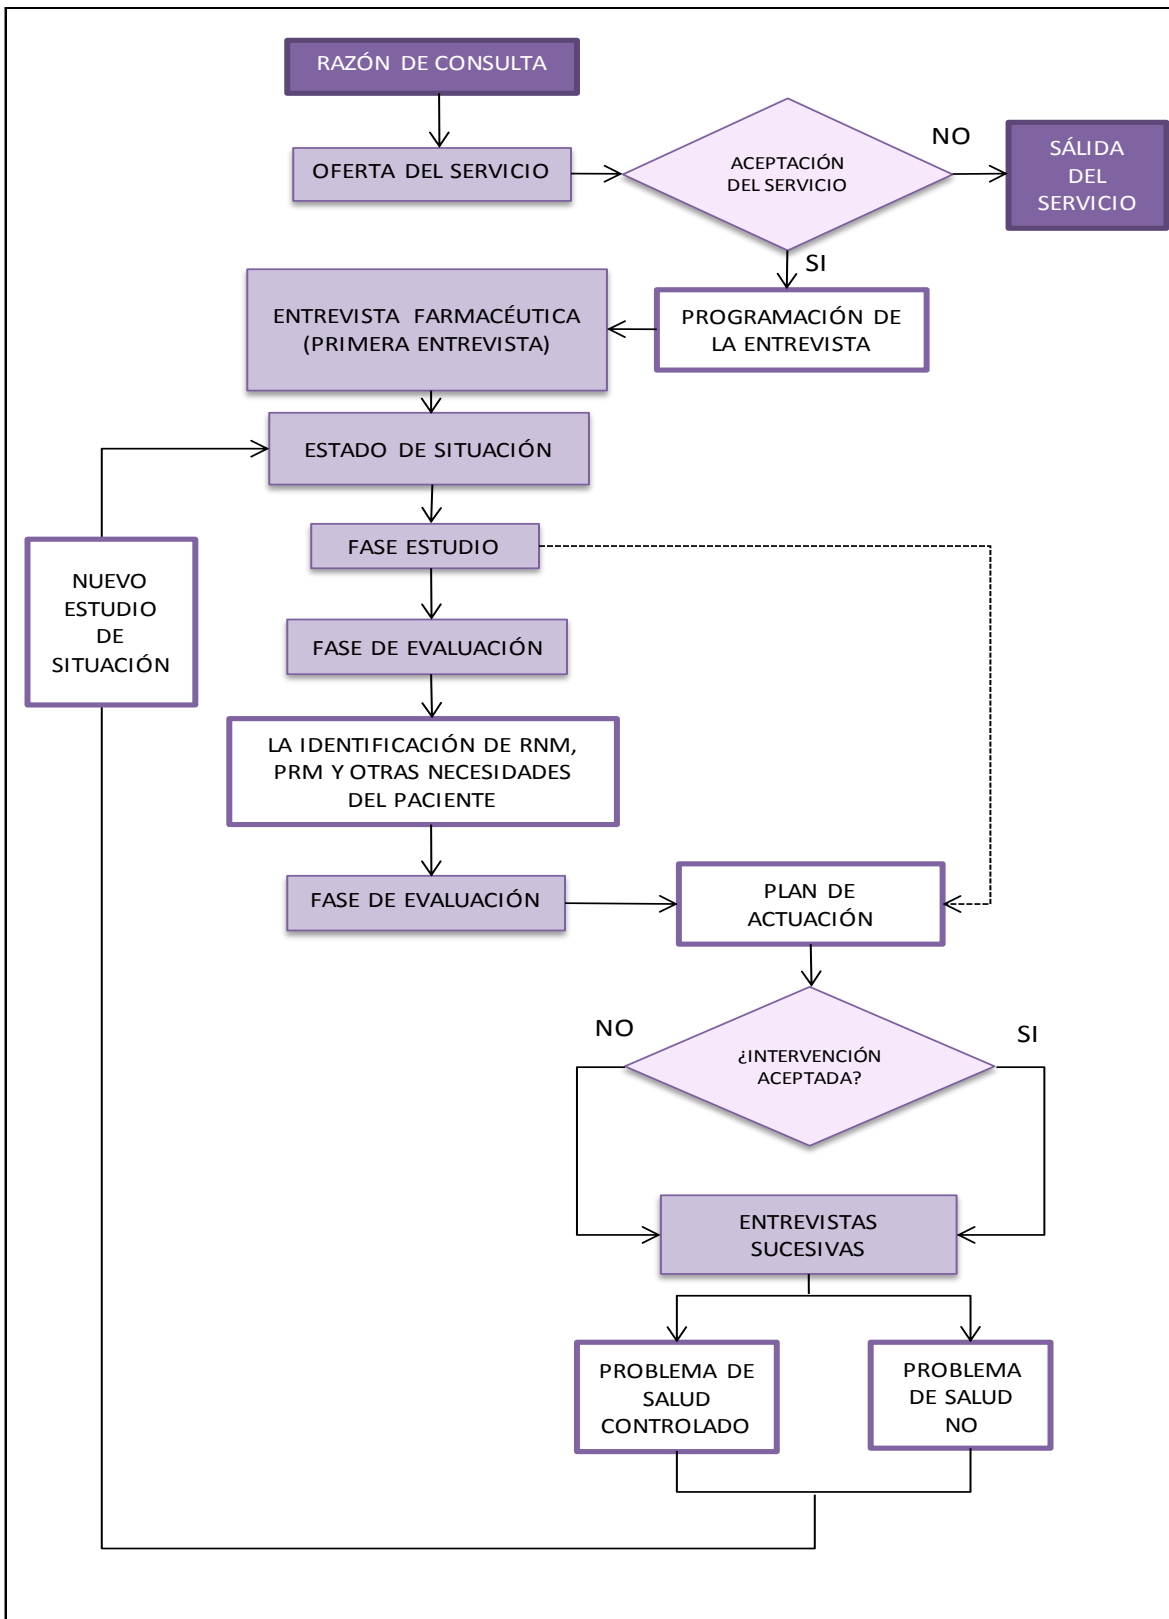 RAZÓN DE CONSULTA
OFERTA DEL SERVICIO
ACEPTACIÓN
DEL SERVICIO
NO
SÁLIDA
DEL
SERVICIO
SI
PROGRAMACIÓN DE
LA ENTREVISTA
ENTREVISTA FARMACÉUTICA
(PRIMERA ENTREVISTA)
ESTADO DE SITUACIÓN
FASE ESTUDIO
NUEVO
ESTUDIO
DE
SITUACIÓN
FASE DE EVALUACIÓN
LA IDENTIFICACIÓN DE RNM,
PRM Y OTRAS NECESIDADES
DEL PACIENTE
FASE DE EVALUACIÓN
PLAN DE
ACTUACIÓN
NO
¿INTERVENCIÓN
ACEPTADA?
SI
ENTREVISTAS
SUCESIVAS
PROBLEMA DE
SALUD
CONTROLADO
PROBLEMA
DE SALUD
NO